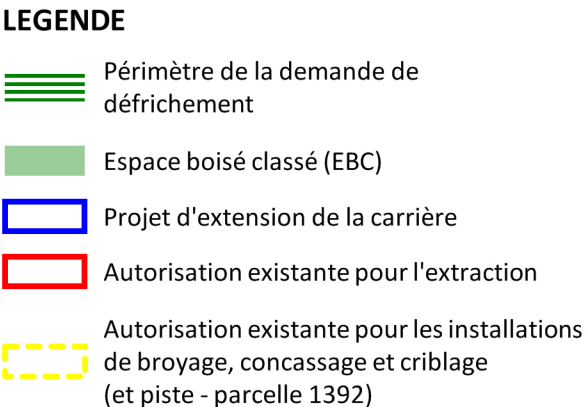 LEGENDE
Périmètre de la demande de
défrichement
Espace boisé classé (EBC)
Projet d'extension de la carrière
Autorisation existante pour l'extraction
Autorisation existante pour les installations
de broyage, concassage et criblage
(et piste - parcelle 1392)